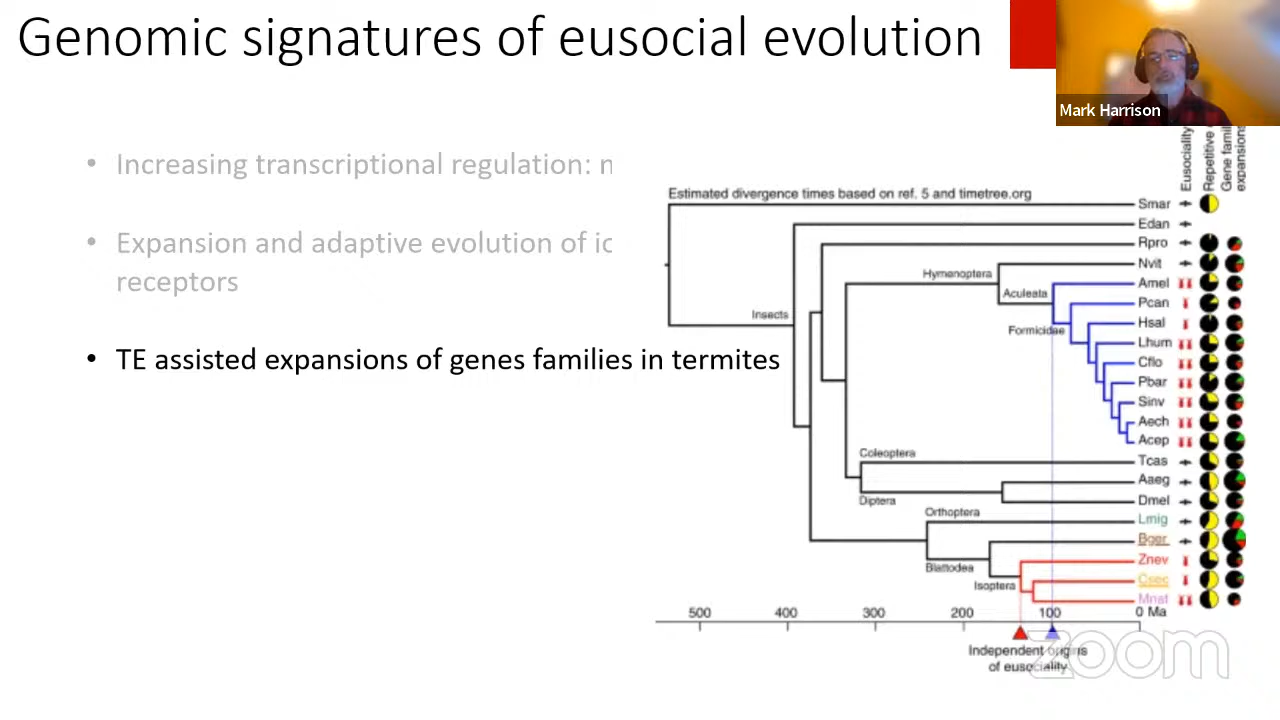 Genomic signatures of eusocial evolution
Mark Harrison
• Increasing transcriptional regulation:
• Expansion and adaptive evolution of
receptors
• TE assisted expansions of genes families in termites
Eusociality
Repetitive
Gene
expansions
Estimated divergence times based on ref. 5 and timetree.org
Smar
Edan
Rpro
Hymenoptera
Nvit
Aculeata
Amel
Pcan
Insects
Formicidae
Hsal
Lhum
Cflo
Pbar
Sinv
Aech
Acep
Coleoptera
Tcas
Aaeg
Diptera
Dmel
Orthoptera
Lmig
Bger
Blattodea
Znev
Isoptera
Csec
Mnat
500 400 300 200 100 0 Ma
Independent origins
of eusociality
zoom